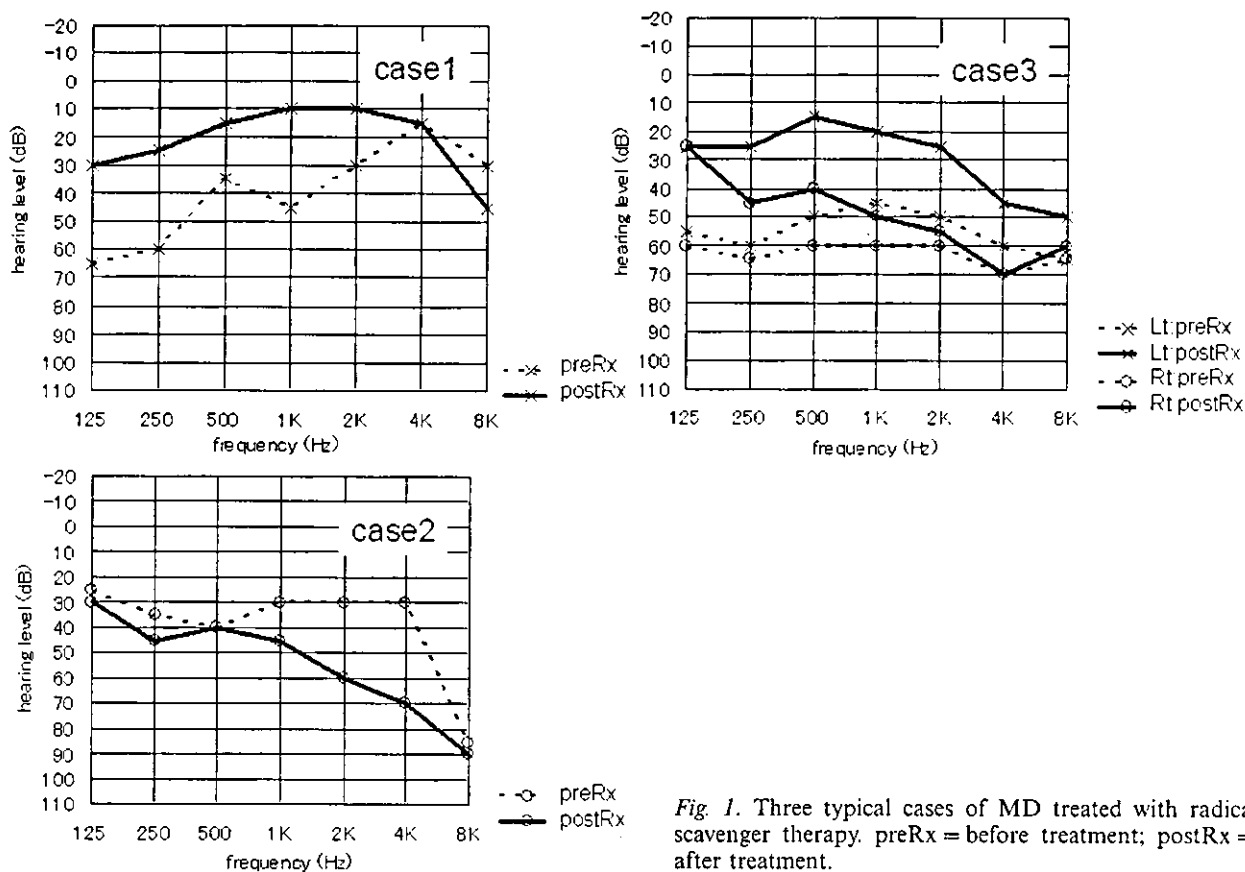 case1
-20
-10
0
10
20
30
40
50
60
70
80
90
100
110
hearing level (dB)
125 250 500 1K 2K 4K 8K
frequency (Hz)
preRx
postRx
case3
-20
-10
0
10
20
30
40
50
60
70
80
90
100
110
hearing level (dB)
125 250 500 1K 2K 4K 8K
frequency (Hz)
Lt:preRx
Lt:postRx
Rt:preRx
Rt:postRx
case2
-20
-10
0
10
20
30
40
50
60
70
80
90
100
110
hearing level (dB)
125 250 500 1K 2K 4K 8K
frequency (Hz)
preRx
postRx
Fig. 1. Three typical cases of MD treated with radica
scavenger therapy. preRx = before treatment; postRx =
after treatment.